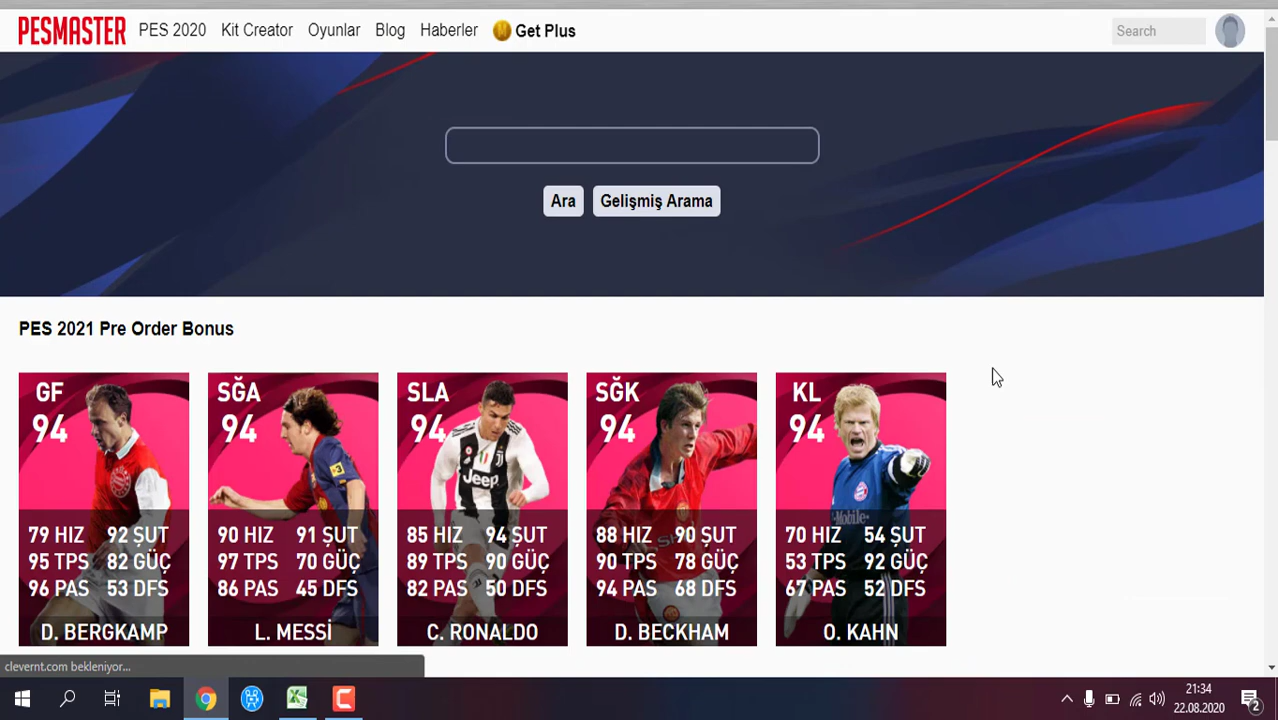 PESMASTER PES 2020 Kit Creator Oyunlar Blog Haberler Get Plus Search
Ara Gelişmiş Arama
PES 2021 Pre Order Bonus
GF
94
79 HIZ 92 ŞUT
95 TPS 82 GÜÇ
96 PAS 53 DFS
D. BERGKAMP
SĞA
94
90 HIZ 91 ŞUT
97 TPS 70 GÜÇ
86 PAS 45 DFS
L. MESSİ
SLA
94
Jeep
85 HIZ 94 ŞUT
89 TPS 90 GÜÇ
82 PAS 50 DFS
C. RONALDO
SĞK
94
88 HIZ 90 ŞUT
90 TPS 78 GÜÇ
94 PAS 68 DFS
D. BECKHAM
KL
94
70 HIZ 54 ŞUT
53 TPS 92 GÜÇ
67 PAS 52 DFS
O. KAHN
clevernt.com bekleniyor...
21:34
22.08.2020
2